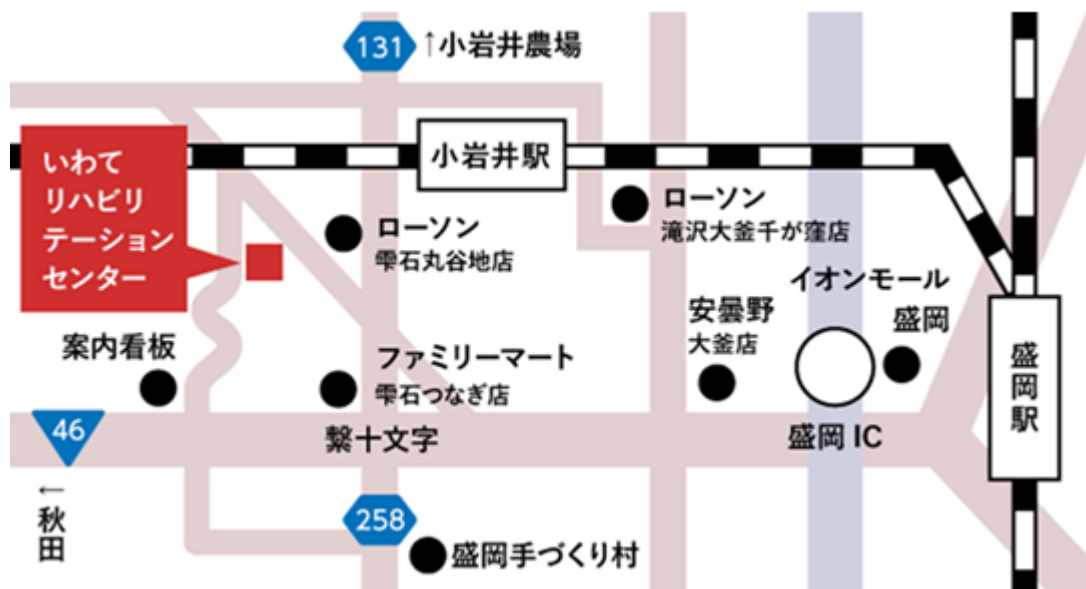 131
↑小岩井農場
小岩井駅
いわて
リハビリ
テーション
センター
ローソン
雫石丸谷地店
ローソン
滝沢大釜千が窪店
イオンモール
盛岡
安曇野
大釜店
案内看板
ファミリーマート
雫石つなぎ店
盛岡駅
46
繋十文字
盛岡 IC
←秋田
258
盛岡手づくり村